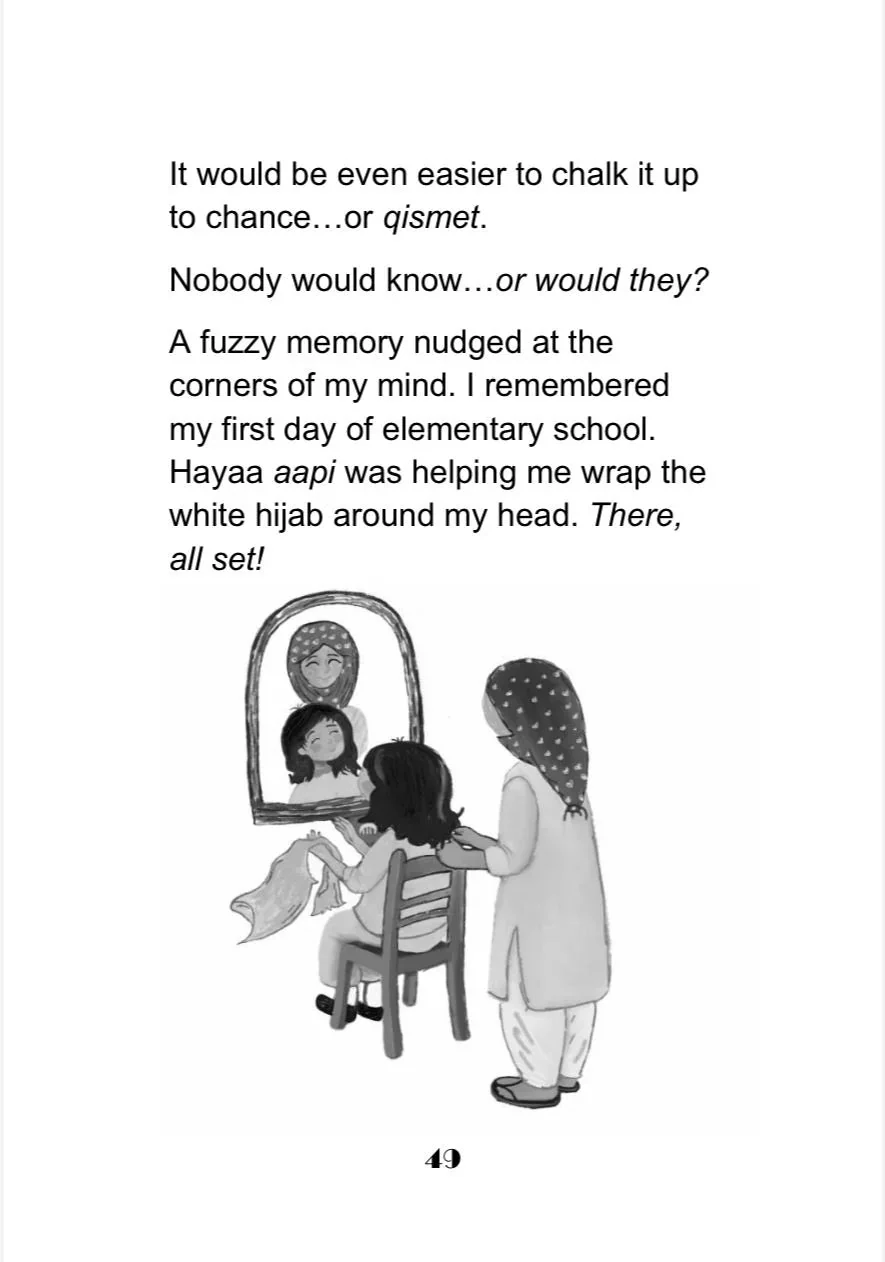 It would be even easier to chalk it up
to chance…or qismet.
Nobody would know…or would they?
A fuzzy memory nudged at the
corners of my mind. I remembered
my first day of elementary school.
Hayaa aapi was helping me wrap the
white hijab around my head. There,
all set!
49